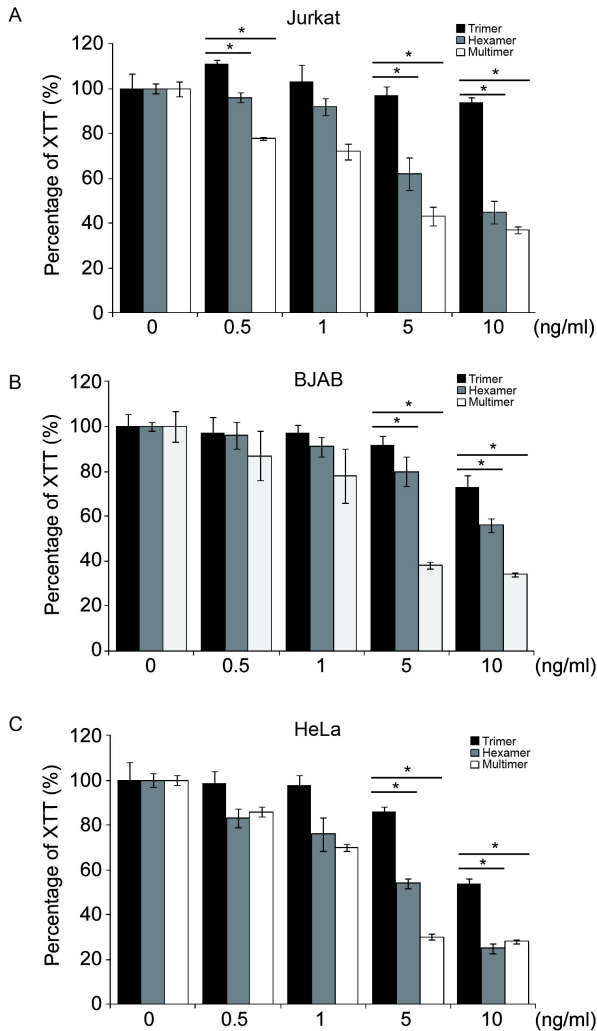 A
Jurkat
Percentage of XTT (%)
120
100
80
60
40
20
0
* *
* *
* *
Trimer
Hexamer
Multimer
0 0.5 1 5 10 (ng/ml)
B
BJAB
Percentage of XTT (%)
120
100
80
60
40
20
0
* *
* *
Trimer
Hexamer
Multimer
0 0.5 1 5 10 (ng/ml)
C
HeLa
Percentage of XTT (%)
120
100
80
60
40
20
0
* *
* *
Trimer
Hexamer
Multimer
0 0.5 1 5 10 (ng/ml)